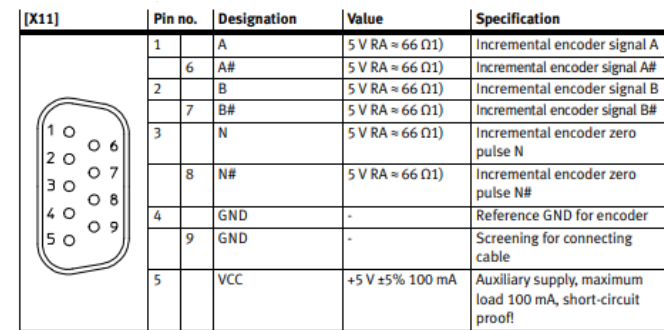 [X11] Pin no. Designation Value Specification
1 A 5 V RA ≈ 66 Ω1) Incremental encoder signal A
6 A# 5 V RA ≈ 66 Ω1) Incremental encoder signal A#
2 B 5 V RA ≈ 66 Ω1) Incremental encoder signal B
7 B# 5 V RA ≈ 66 Ω1) Incremental encoder signal B#
3 N 5 V RA ≈ 66 Ω1) Incremental encoder zero
pulse N
8 N# 5 V RA ≈ 66 Ω1) Incremental encoder zero
pulse N#
4 GND - Reference GND for encoder
9 GND - Screening for connecting
cable
5 VCC +5 V ±5% 100 mA Auxiliary supply, maximum
load 100 mA, short-circuit
proof!
1
6
2
7
3
8
4
9
5